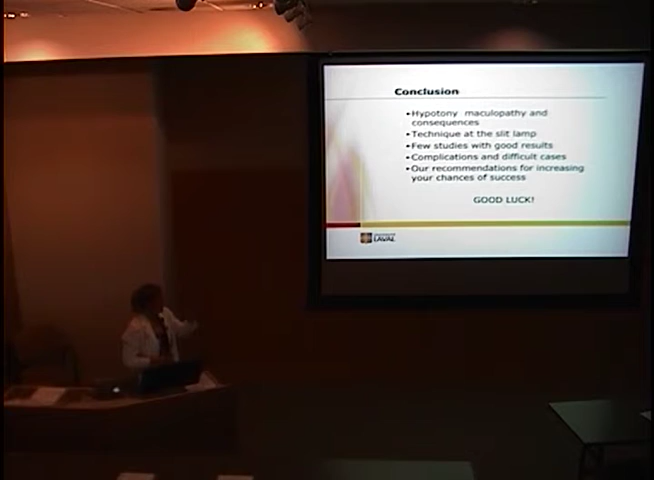 Conclusion
•Hypotony maculopathy and
consequences
•Technique at the slit lamp
•Few studies with good results
•Complications and difficult cases
•Our recommendations for increasing
your chances of success
GOOD LUCK!
LAVAL